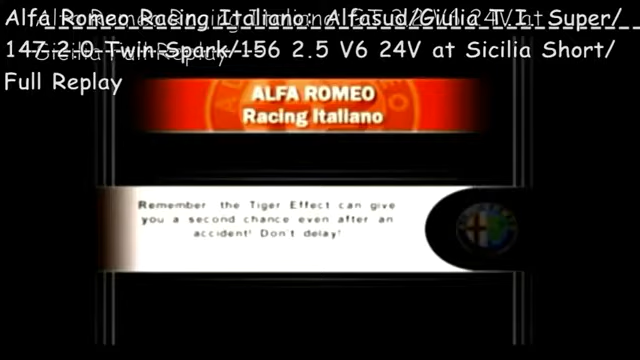 Alfa Romeo Racing Italiano: Alfasud/Giulia T.I. Super/
147 2.0 Twin Spark/156 2.5 V6 24V at Sicilia Short/
Full Replay
ALFA ROMEO
Racing Italiano
Remember the Tiger Effect can give
you a second chance even after an
accident! Don't delay!